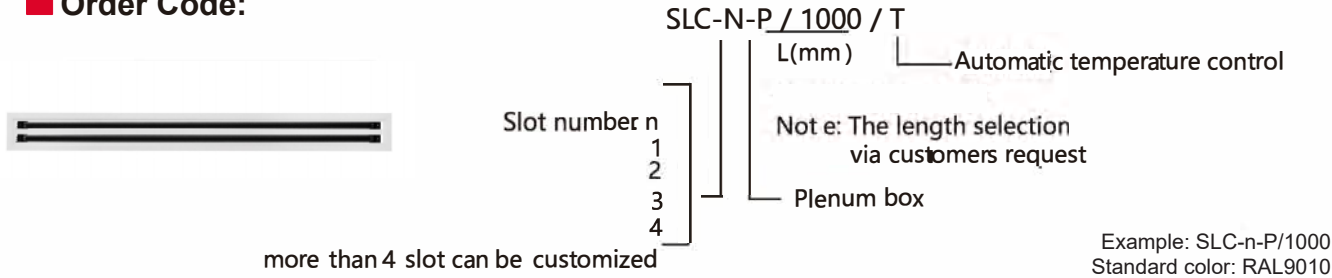 Order Code:
SLC-N-P / 1000 / T
L(mm)
Automatic temperature control
Slot number n
1
2
3
4
more than 4 slot can be customized
Not e: The length selection
via customers request
Plenum box
Example: SLC-n-P/1000
Standard color: RAL9010